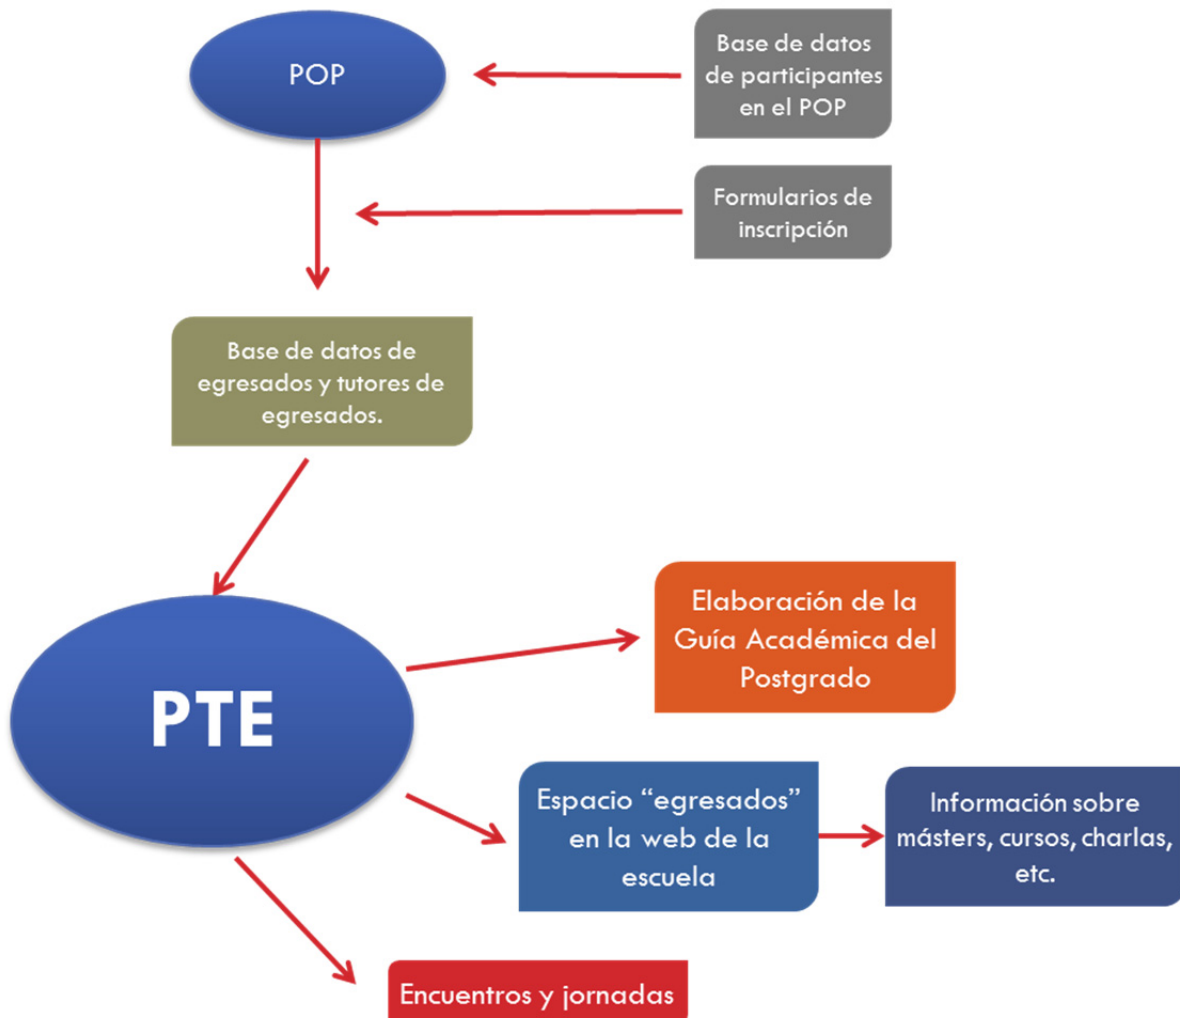 POP
Base de datos
de participantes
en el POP
Formularios de
inscripción
Base de datos de
egresados y tutores de
egresados.
PTE
Elaboración de la
Guía Académica del
Postgrado
Espacio “egresados”
en la web de la
escuela
Información sobre
másters, cursos, charlas,
etc.
Encuentros y jornadas